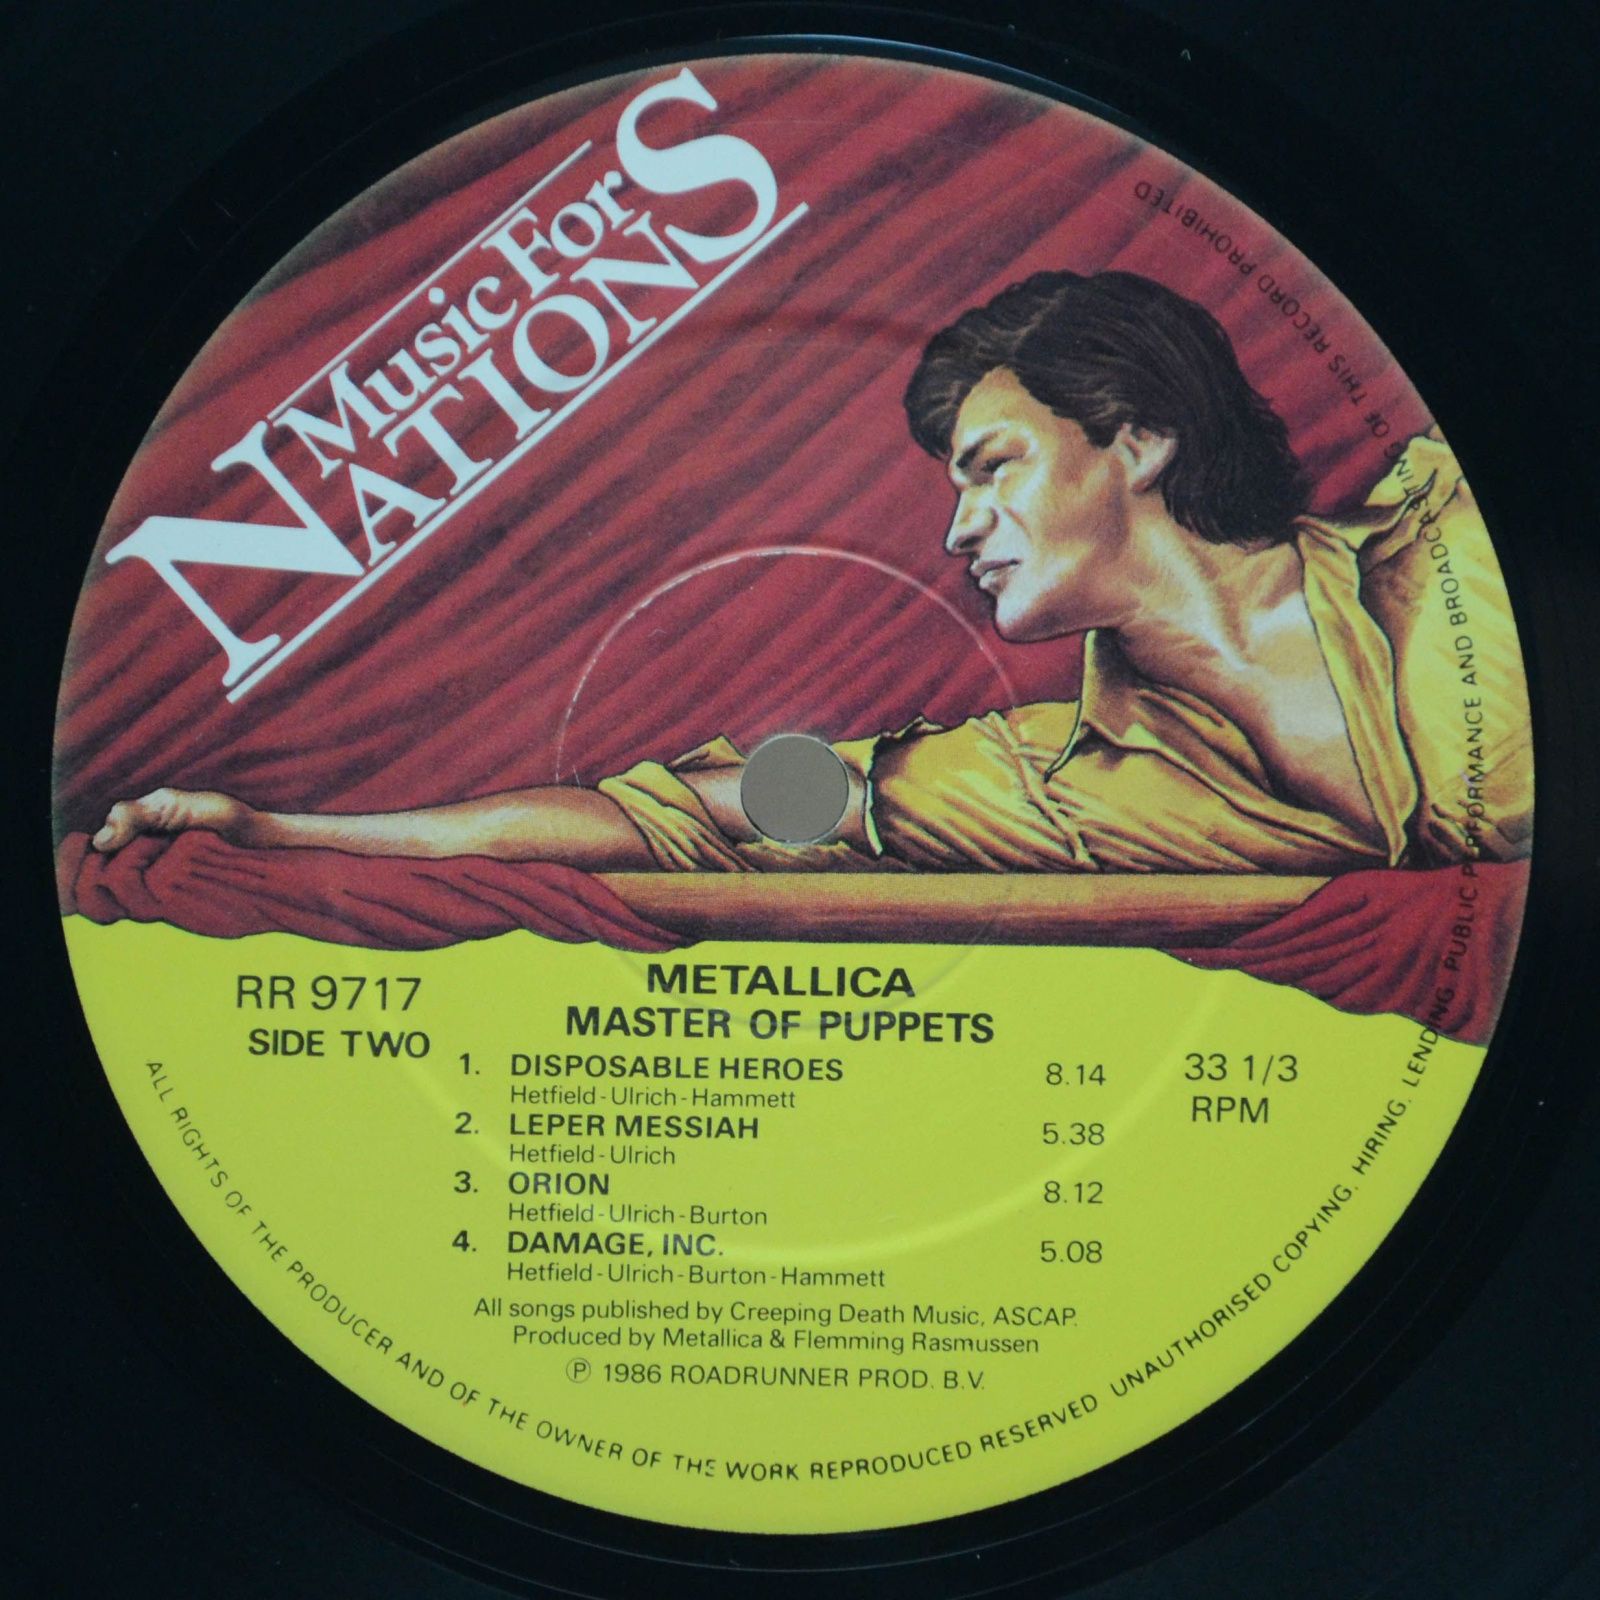 Music For
NATIONS
RR 9717
SIDE TWO
METALLICA
MASTER OF PUPPETS
33 1/3
RPM
1. DISPOSABLE HEROES 8.14
Hetfield-Ulrich-Hammett
2. LEPER MESSIAH 5.38
Hetfield-Ulrich
3. ORION 8.12
Hetfield-Ulrich-Burton
4. DAMAGE, INC. 5.08
Hetfield-Ulrich-Burton-Hammett
All songs published by Creeping Death Music, ASCAP.
Produced by Metallica & Flemming Rasmussen
℗ 1986 ROADRUNNER PROD. B.V.
ALL RIGHTS OF THE PRODUCER AND OF THE OWNER OF THE WORK REPRODUCED RESERVED UNAUTHORISED COPYING, HIRING, LENDING, PUBLIC PERFORMANCE AND BROADCASTING OF THIS RECORD PROHIBITED